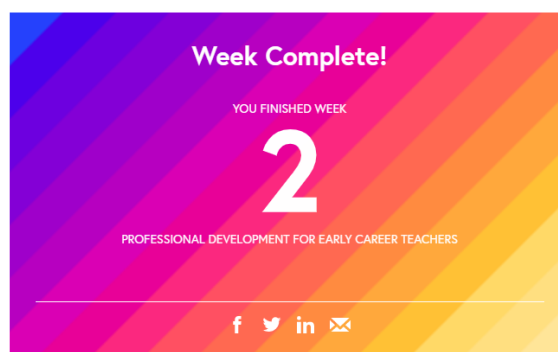 Week Complete!
YOU FINISHED WEEK
2
PROFESSIONAL DEVELOPMENT FOR EARLY CAREER TEACHERS